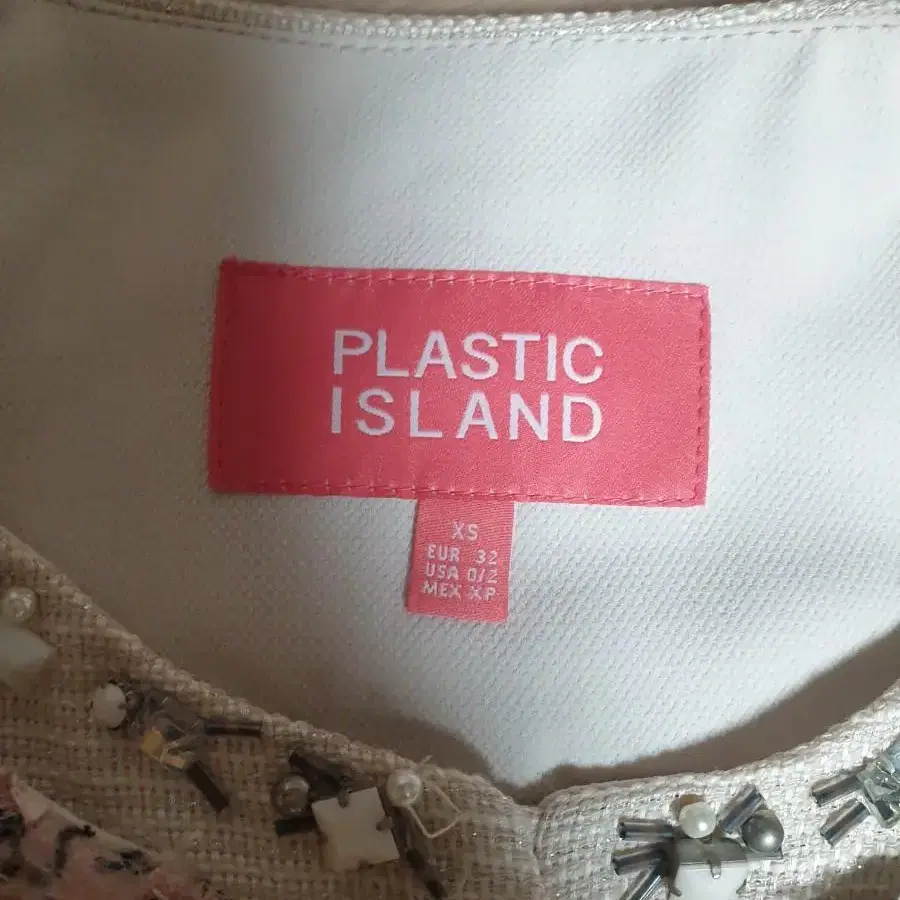 PLASTIC
ISLAND
XS
EUR 32
USA 0/2
MEX XP